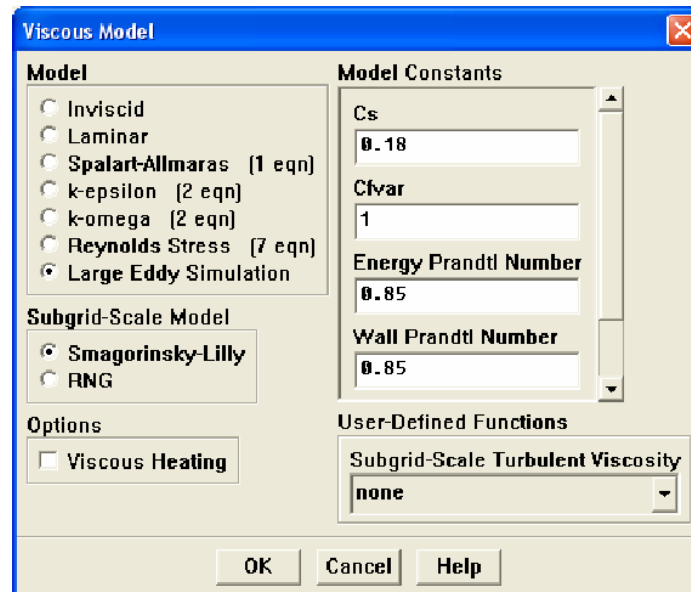 Viscous Model
Model
Inviscid
Laminar
Spalart-Allmaras (1 eqn)
k-epsilon (2 eqn)
k-omega (2 eqn)
Reynolds Stress (7 eqn)
Large Eddy Simulation
Subgrid-Scale Model
Smagorinsky-Lilly
RNG
Options
Viscous Heating
Model Constants
Cs
0.18
Cfvar
1
Energy Prandtl Number
0.85
Wall Prandtl Number
0.85
User-Defined Functions
Subgrid-Scale Turbulent Viscosity
none
OK Cancel Help